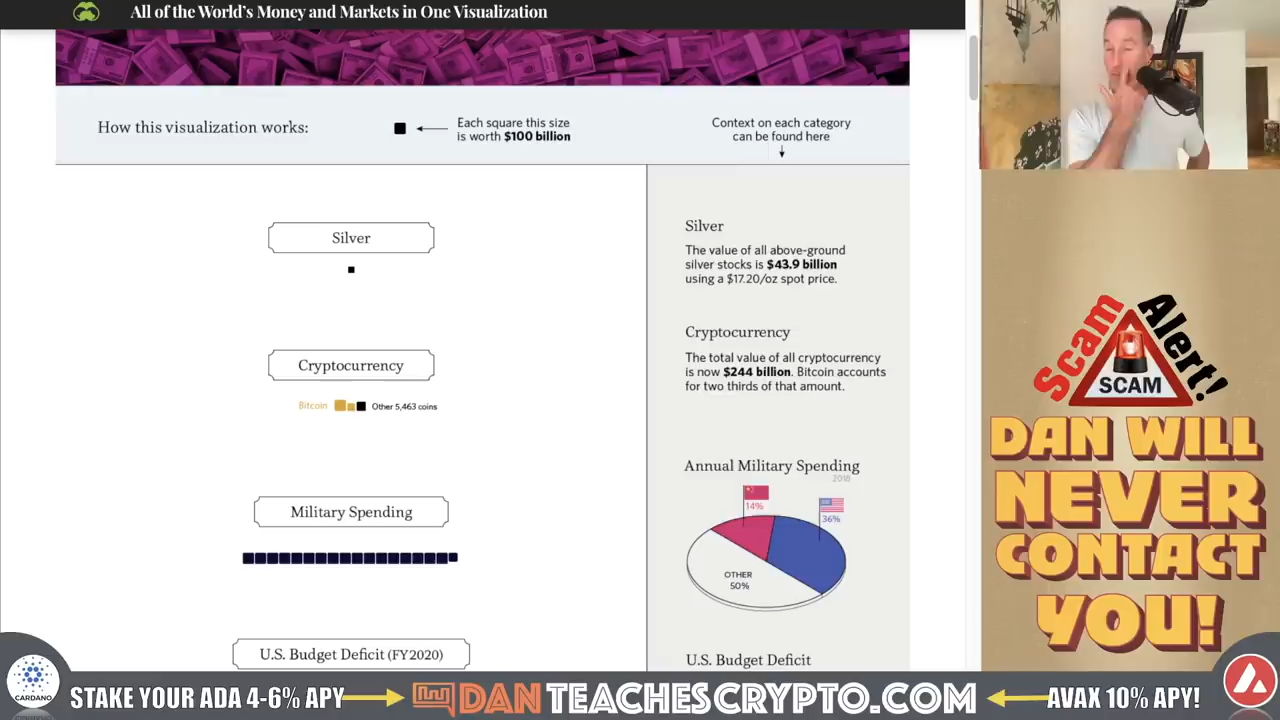 All of the World's Money and Markets in One Visualization
How this visualization works:
Each square this size
is worth $100 billion
Context on each category
can be found here
Silver
Silver
The value of all above-ground
silver stocks is $43.9 billion
using a $17.20/oz spot price.
Cryptocurrency
Bitcoin
Other 5,463 coins
Cryptocurrency
The total value of all cryptocurrency
is now $244 billion. Bitcoin accounts
for two thirds of that amount.
Military Spending
Annual Military Spending
2018
14%
36%
OTHER
50%
U.S. Budget Deficit (FY2020)
U.S. Budget Deficit
Scam Alert!
SCAM
DAN WILL
NEVER
CONTACT
YOU!
CARDANO
STAKE YOUR ADA 4-6% APY
DANTEACHESCRYPTO.COM
AVAX 10% APY!